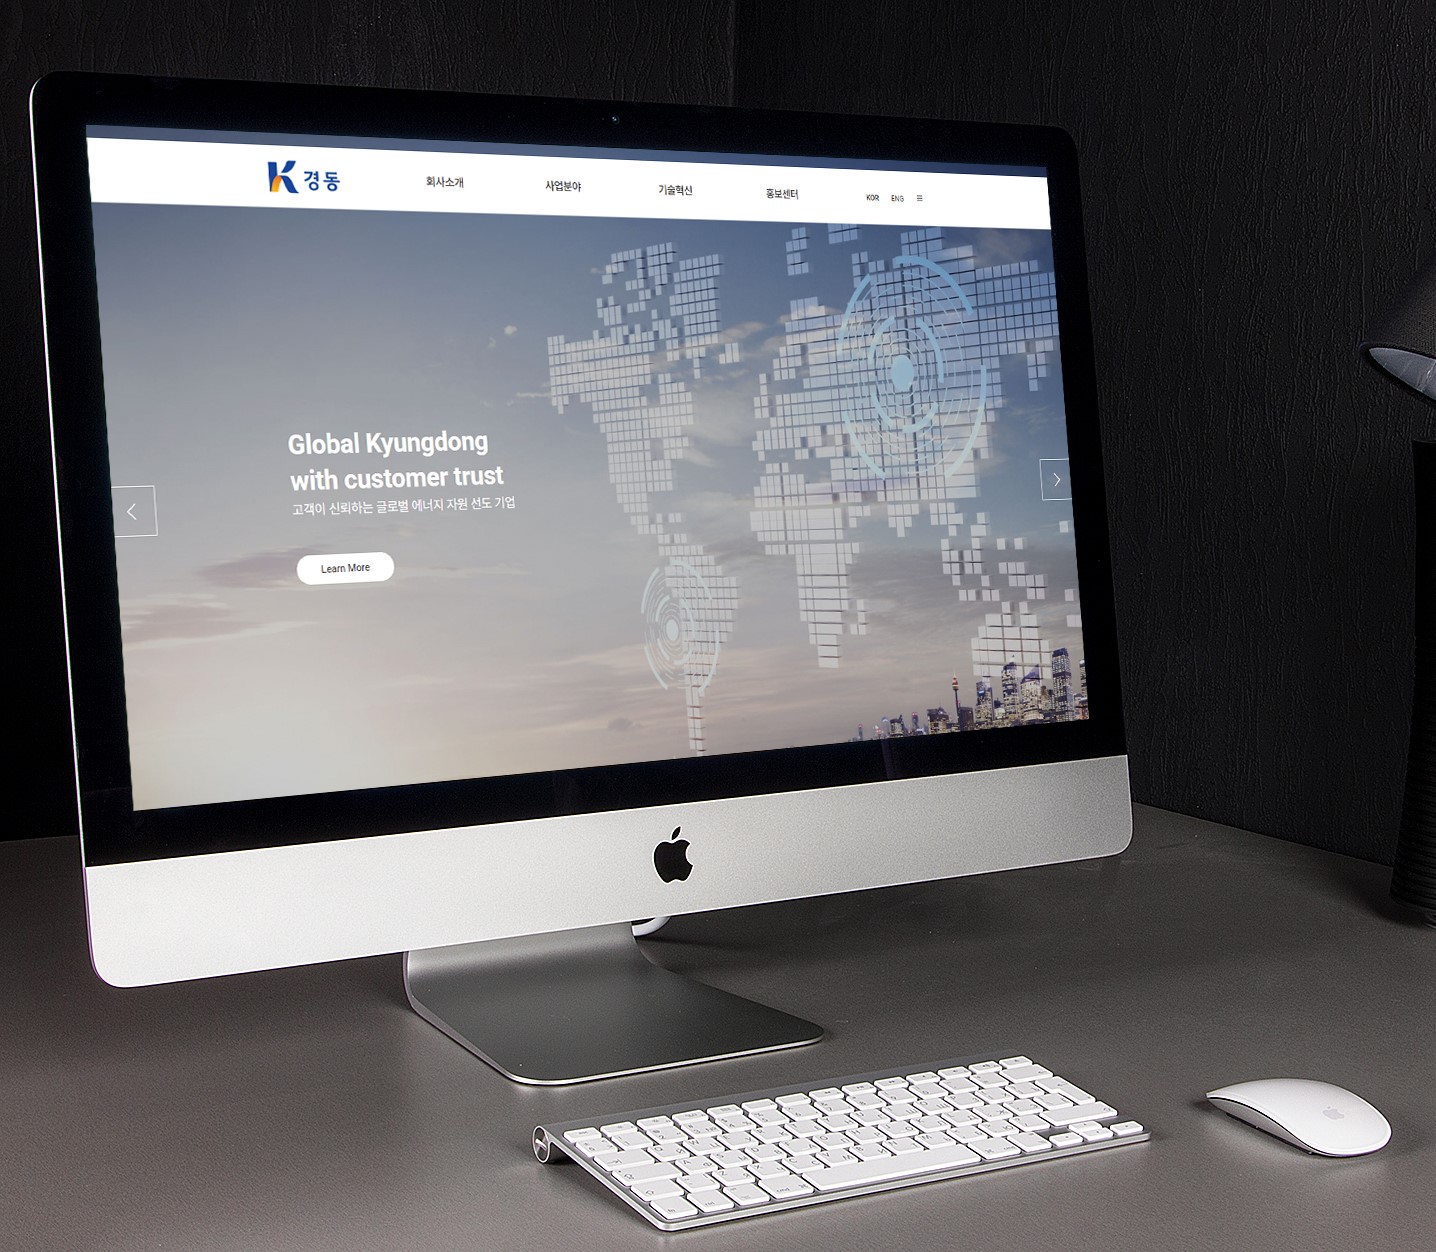 K 경동
회사소개
사업분야
기술혁신
홍보센터
KOR ENG
Global Kyungdong
with customer trust
고객이 신뢰하는 글로벌 에너지 자원 선도 기업
Learn More